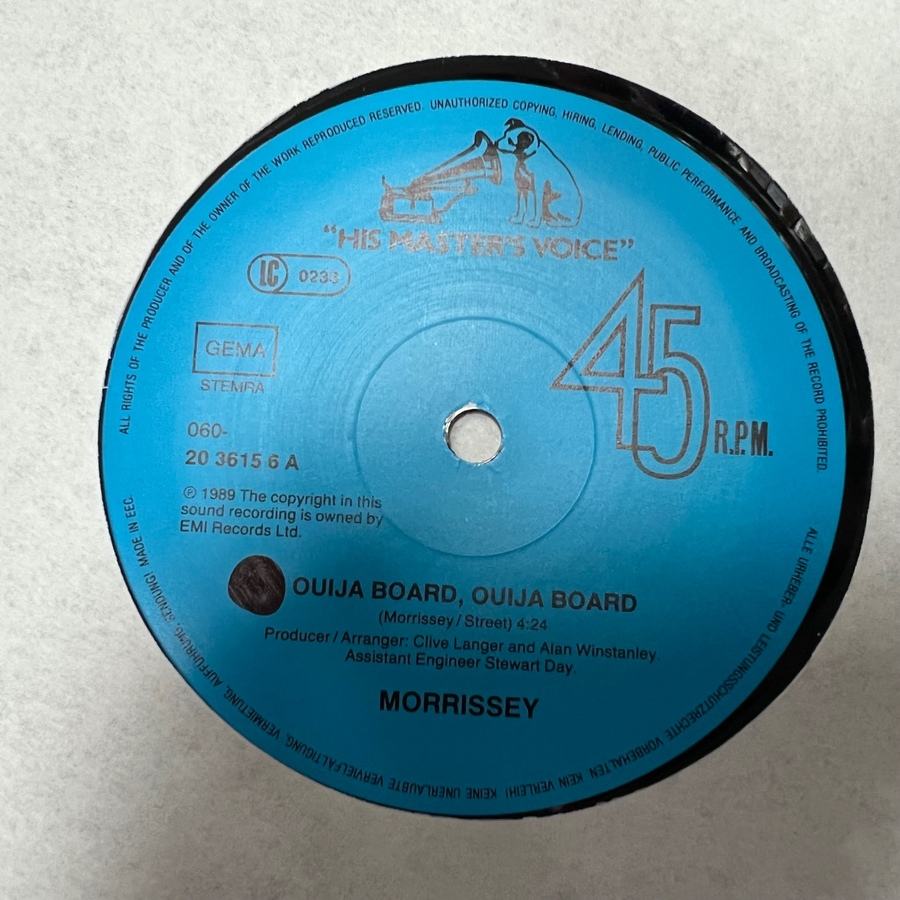 ALL RIGHTS OF THE PRODUCER AND OF THE OWNER OF THE WORK REPRODUCED RESERVED. UNAUTHORIZED COPYING, HIRING, LENDING, PUBLIC PERFORMANCE AND BROADCASTING OF THE RECORD PROHIBITED.
"HIS MASTER'S VOICE"
LC 0233
45 R.P.M.
GEMA
STEMRA
060-
20 3615 6 A
℗ 1989 The copyright in this
sound recording is owned by
EMI Records Ltd.
OUIJA BOARD, OUIJA BOARD
(Morrissey/Street) 4:24
Producer/Arranger: Clive Langer and Alan Winstanley.
Assistant Engineer Stewart Day.
MORRISSEY
ALLE URHEBER- UND LEISTUNGSSCHUTZRECHTE VORBEHALTEN. KEIN VERLEIH! KEINE UNERLAUBTE VERVIELFÄLTIGUNG, VERMIETUNG, AUFFÜHRUNG, SENDUNG! MADE IN EEC.